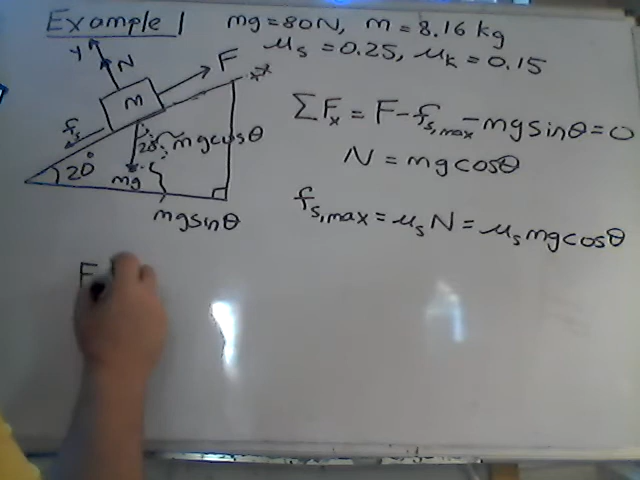 Example 1 mg = 80N, m = 8.16 kg
μs = 0.25, μk = 0.15
y N F x
m
fs
20° 20° mgcosθ
mg
mgsinθ
ΣFx = F - fs,max - mgsinθ = 0
N = mgcosθ
fs,max = μsN = μsmgcosθ
F